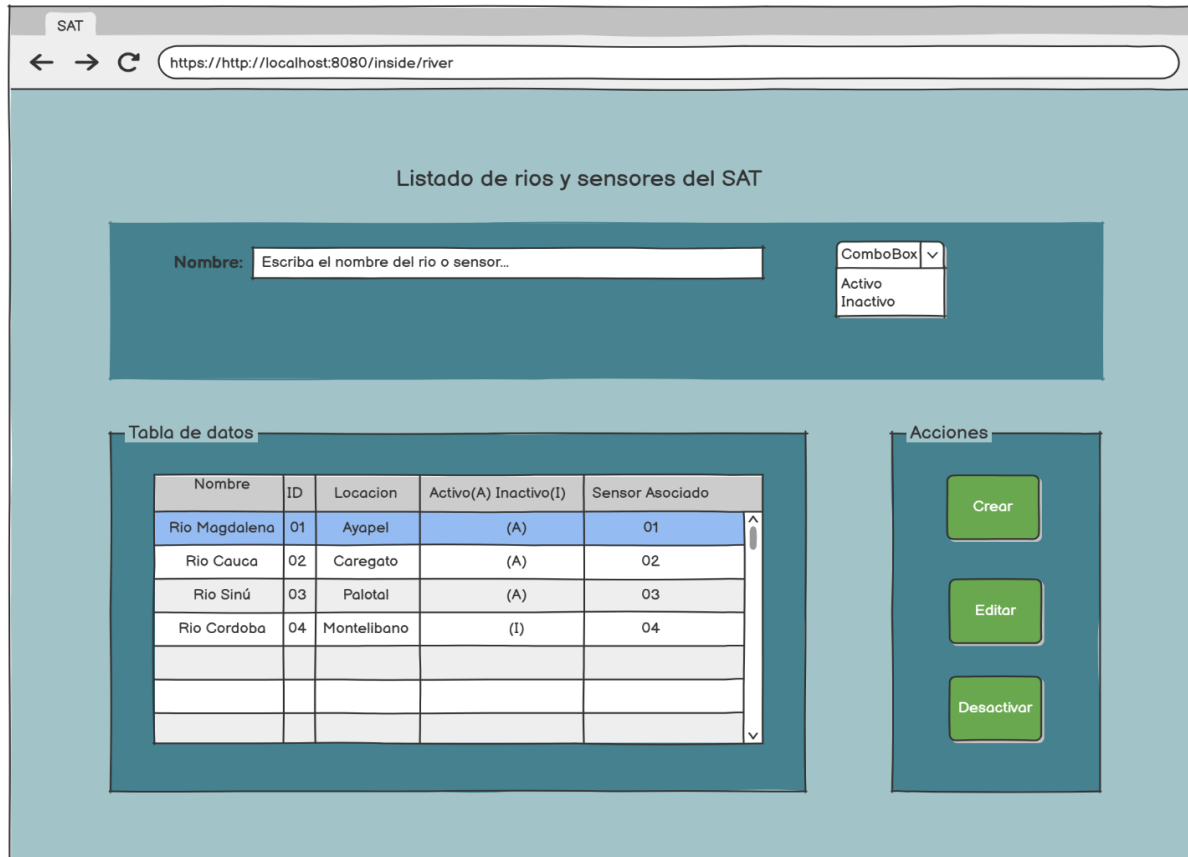 SAT
https://http://localhost:8080/inside/river
Listado de rios y sensores del SAT
Nombre: Escriba el nombre del rio o sensor... ComboBox
Activo
Inactivo
Tabla de datos
Nombre ID Locacion Activo(A) Inactivo(I) Sensor Asociado
Rio Magdalena 01 Ayapel (A) 01
Rio Cauca 02 Caregato (A) 02
Rio Sinú 03 Palotal (A) 03
Rio Cordoba 04 Montelibano (I) 04
Acciones
Crear
Editar
Desactivar